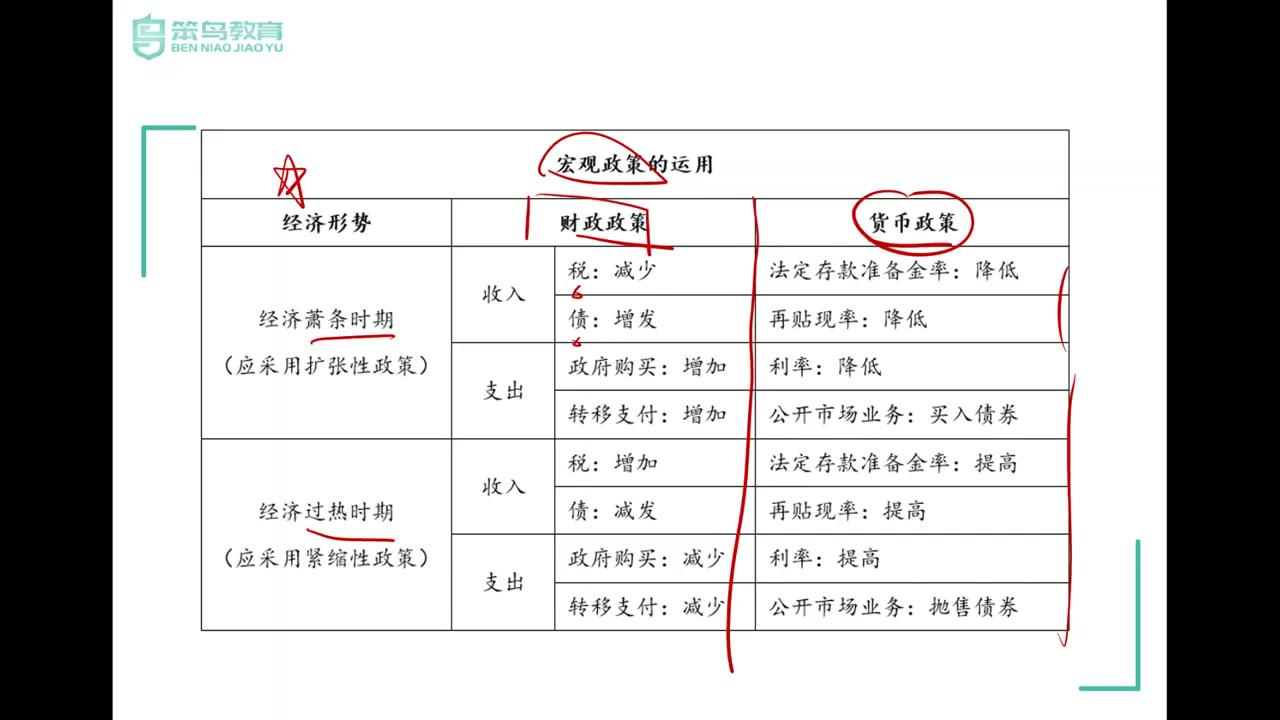 笨鸟教育
BEN NIAO JIAO YU
宏观政策的运用
经济形势 财政政策 货币政策
经济萧条时期
（应采用扩张性政策）
收入
税：减少 法定存款准备金率：降低
债：增发 再贴现率：降低
支出
政府购买：增加 利率：降低
转移支付：增加 公开市场业务：买入债券
经济过热时期
（应采用紧缩性政策）
收入
税：增加 法定存款准备金率：提高
债：减发 再贴现率：提高
支出
政府购买：减少 利率：提高
转移支付：减少 公开市场业务：抛售债券